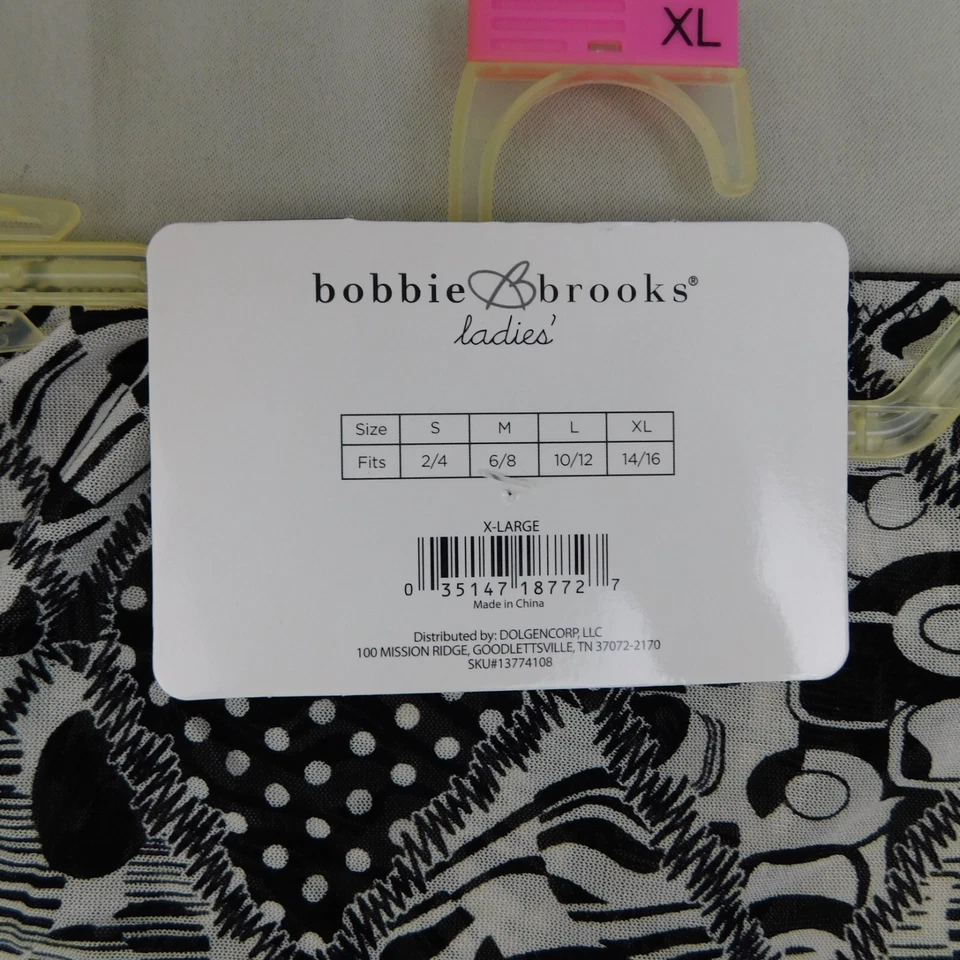 XL
bobbie B brooks®
ladies'
Size S M L XL
Fits 2/4 6/8 10/12 14/16
X-LARGE
0 35147 18772 7
Made in China
Distributed by: DOLGENCORP, LLC
100 MISSION RIDGE, GOODLETTSVILLE, TN 37072-2170
SKU#13774108